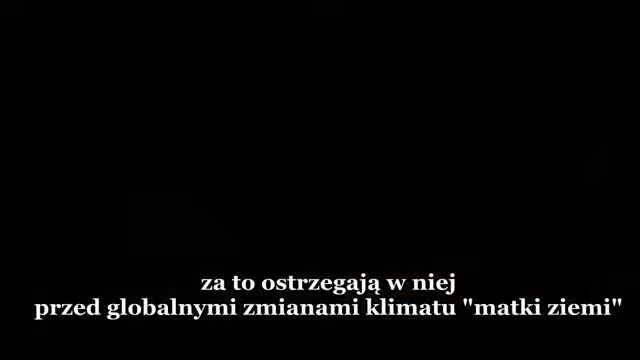 za to ostrzegają w niej
przed globalnymi zmianami klimatu "matki ziemi"